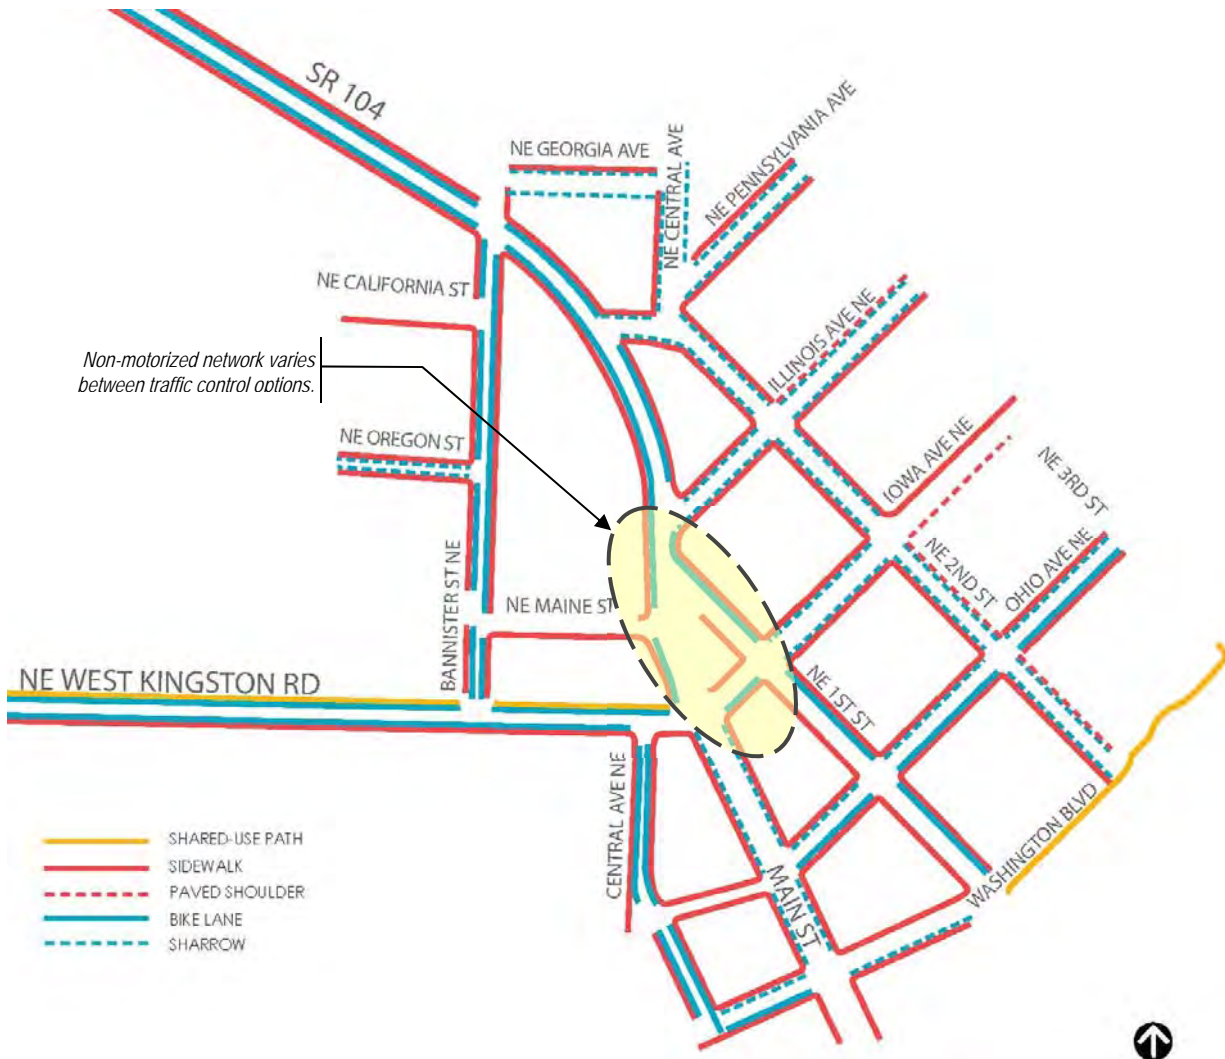 SR 104
NE GEORGIA AVE
NE CENTRAL AVE
NE PENNSYLVANIA AVE
NE CALIFORNIA ST
Non-motorized network varies
between traffic control options.
ILLINOIS AVE NE
NE OREGON ST
IOWA AVE NE
NE 3RD ST
BANNISTER ST NE
NE MAINE ST
NE 2ND ST
OHIO AVE NE
NE WEST KINGSTON RD
NE 1ST ST
CENTRAL AVE NE
WASHINGTON BLVD
MAIN ST
SHARED-USE PATH
SIDEWALK
PAVED SHOULDER
BIKE LANE
SHARROW